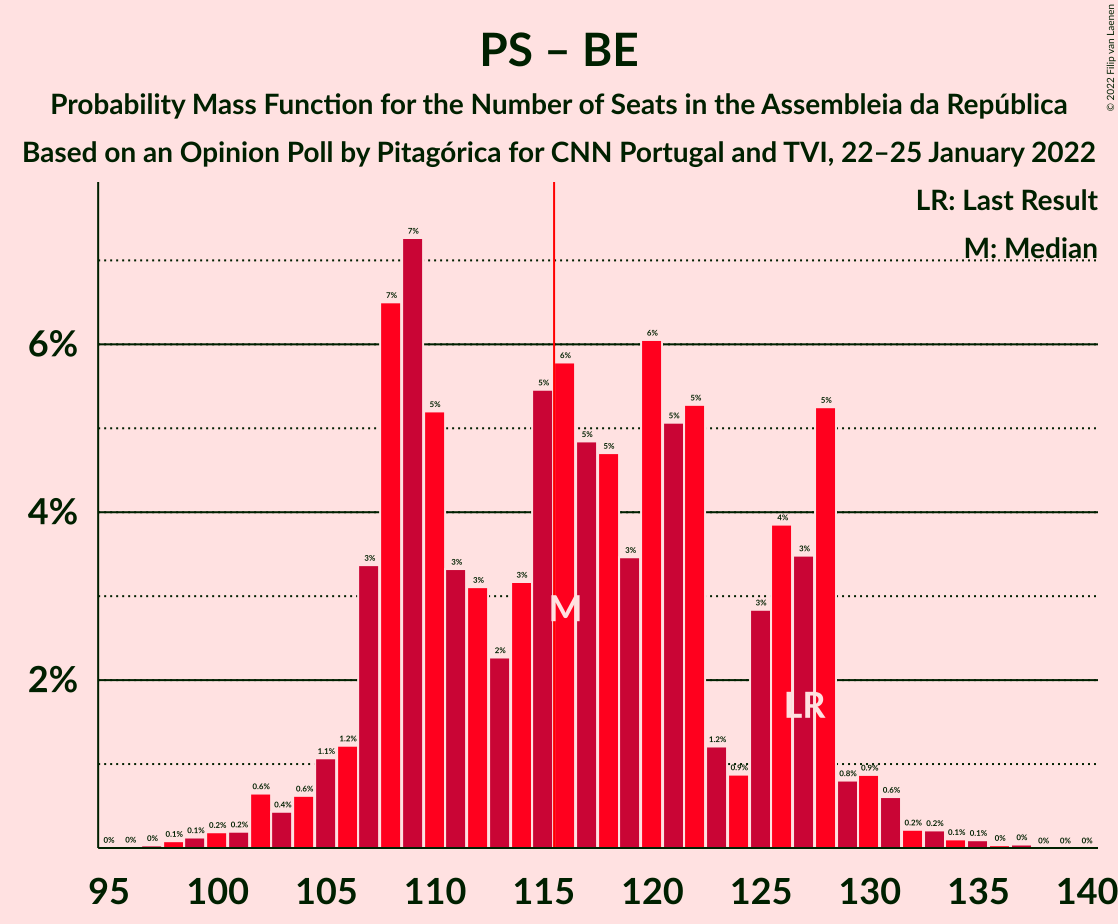 PS – BE
Probability Mass Function for the Number of Seats in the Assembleia da República
Based on an Opinion Poll by Pitagórica for CNN Portugal and TVI, 22–25 January 2022
© 2022 Filip van Laenen
LR: Last Result
M: Median
6%
4%
2%
0% 0% 0% 0.1% 0.1% 0.2% 0.2% 0.6% 0.4% 0.6% 1.1% 1.2% 3% 7% 7% 5% 3% 3% 2% 3% 5% 6% 5% 5% 3% 6% 5% 5% 1.2% 0.9% 3% 4% 3% 5% 0.8% 0.9% 0.6% 0.2% 0.2% 0.1% 0.1% 0% 0% 0% 0% 0%
M
LR
95 100 105 110 115 120 125 130 135 140